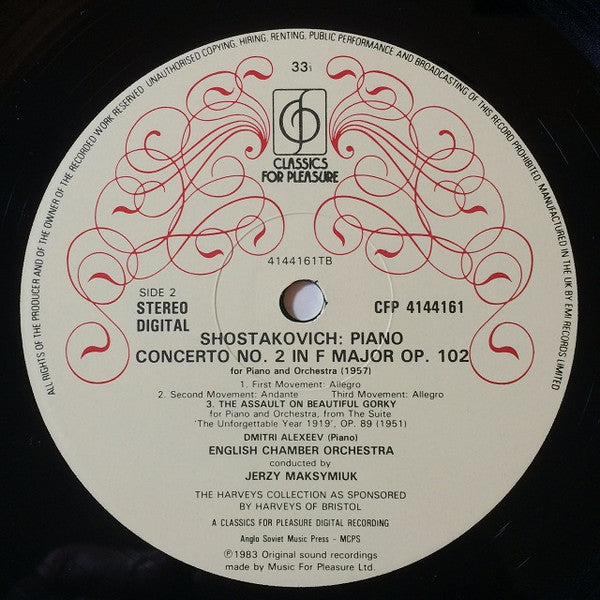 ALL RIGHTS OF THE PRODUCER AND OF THE OWNER OF THE RECORDED WORK RESERVED UNAUTHORISED COPYING, HIRING, RENTING, PUBLIC PERFORMANCE AND BROADCASTING OF THIS RECORD PROHIBITED. MANUFACTURED IN THE UK BY EMI RECORDS LIMITED
33⅓
CLASSICS
FOR PLEASURE
4144161TB
SIDE 2
STEREO
DIGITAL
CFP 4144161
SHOSTAKOVICH: PIANO
CONCERTO NO. 2 IN F MAJOR OP. 102
for Piano and Orchestra (1957)
1. First Movement: Allegro
2. Second Movement: Andante Third Movement: Allegro
3. THE ASSAULT ON BEAUTIFUL GORKY
for Piano and Orchestra, from The Suite
'The Unforgettable Year 1919', OP. 89 (1951)
DMITRI ALEXEEV (Piano)
ENGLISH CHAMBER ORCHESTRA
conducted by
JERZY MAKSYMIUK
THE HARVEYS COLLECTION AS SPONSORED
BY HARVEYS OF BRISTOL
A CLASSICS FOR PLEASURE DIGITAL RECORDING
Anglo Soviet Music Press - MCPS
℗1983 Original sound recordings
made by Music For Pleasure Ltd.